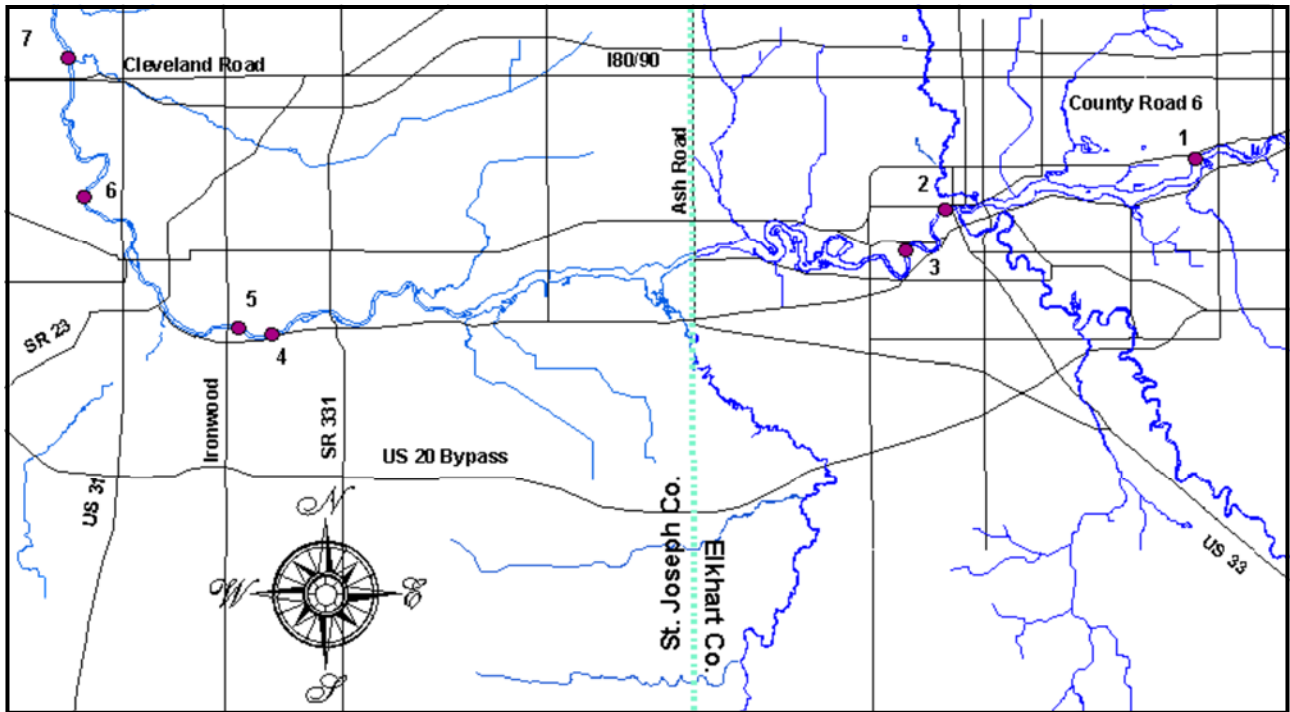 7
Cleveland Road
I80/90
County Road 6
1
Ash Road
6
2
3
5
4
SR 23
Ironwood
SR 331
US 20 Bypass
US 31
St. Joseph Co.
Elkhart Co.
US 33
N
W
E
S